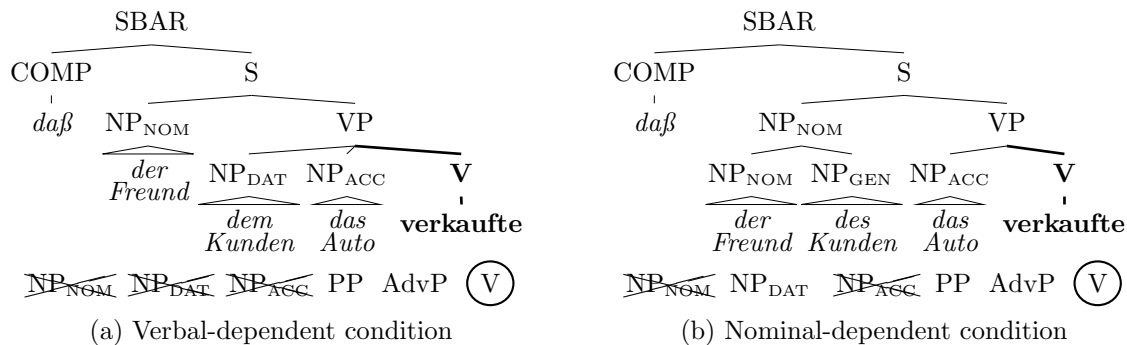 SBAR SBAR
COMP S COMP S
daß NP_NOM VP daß NP_NOM VP
der Freund NP_DAT NP_ACC V NP_NOM NP_GEN NP_ACC V
dem Kunden das Auto verkaufte der Freund des Kunden das Auto verkaufte
NP_NOM NP_DAT NP_ACC PP AdvP V NP_NOM NP_DAT NP_ACC PP AdvP V
(a) Verbal-dependent condition (b) Nominal-dependent condition